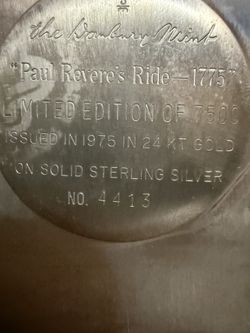 the Danbury Mint
"Paul Revere's Ride—1775"
LIMITED EDITION OF 7500
ISSUED IN 1975 IN 24 KT GOLD
ON SOLID STERLING SILVER
NO. 4413